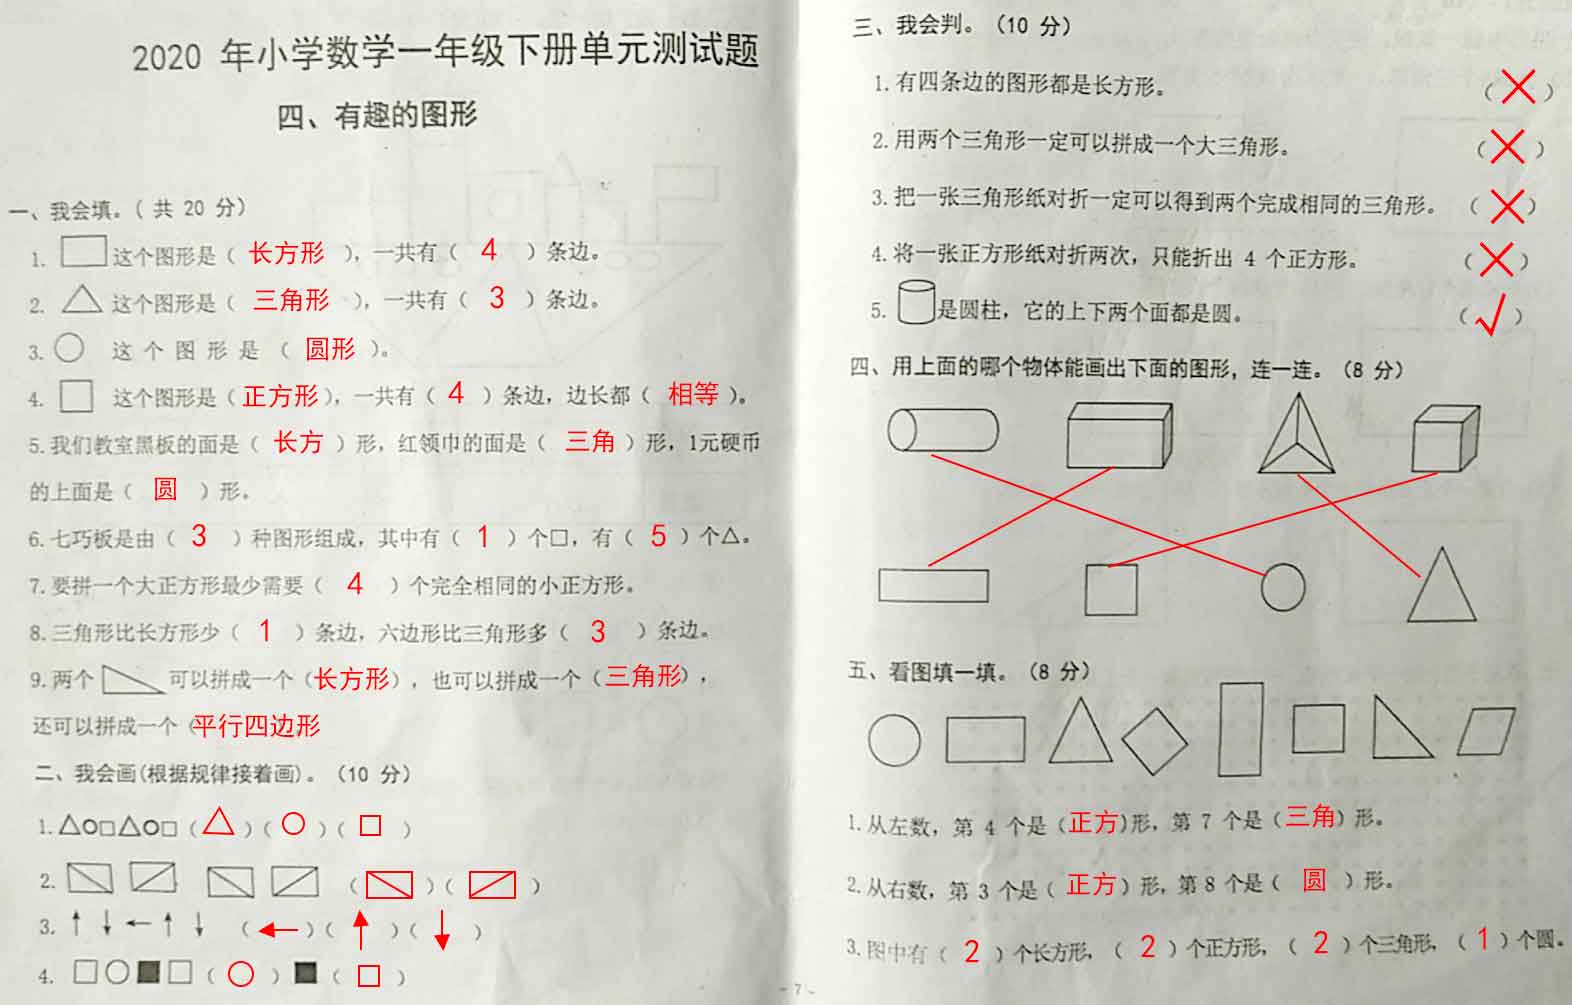 2020 年小学数学一年级下册单元测试题
四、有趣的图形
一、我会填。( 共 20 分)
1. 这个图形是 ( 长方形 ), 一共有 ( 4 ) 条边。
2. 这个图形是 ( 三角形 ), 一共有 ( 3 ) 条边。
3. 这 个 图 形 是 ( 圆形 )。
4. 这个图形是 ( 正方形 ), 一共有 ( 4 ) 条边, 边长都 ( 相等 )。
5. 我们教室黑板的面是 ( 长方 ) 形, 红领巾的面是 ( 三角 ) 形, 1元硬币
的上面是 ( 圆 ) 形。
6. 七巧板是由 ( 3 ) 种图形组成, 其中有 ( 1 ) 个□, 有 ( 5 ) 个△。
7. 要拼一个大正方形最少需要 ( 4 ) 个完全相同的小正方形。
8. 三角形比长方形少 ( 1 ) 条边, 六边形比三角形多 ( 3 ) 条边。
9. 两个 可以拼成一个 (长方形), 也可以拼成一个 (三角形),
还可以拼成一个 (平行四边形
二、我会画(根据规律接着画)。(10 分)
1. △○□△○□ ( △ ) ( ○ ) ( □ )
2. ( ) ( )
3. ↑ ↓ ← ↑ ↓ ( ← ) ( ↑ ) ( ↓ )
4. □○■□ ( ○ ) ■ ( □ )
三、我会判。(10 分)
1. 有四条边的图形都是长方形。 ( × )
2. 用两个三角形一定可以拼成一个大三角形。 ( × )
3. 把一张三角形纸对折一定可以得到两个完成相同的三角形。 ( × )
4. 将一张正方形纸对折两次, 只能折出 4 个正方形。 ( × )
5. 是圆柱, 它的上下两个面都是圆。 ( √ )
四、用上面的哪个物体能画出下面的图形, 连一连。(8 分)
五、看图填一填。(8 分)
1. 从左数, 第 4 个是 (正方)形, 第 7 个是 (三角) 形。
2. 从右数, 第 3 个是 ( 正方 ) 形, 第 8 个是 ( 圆 ) 形。
3. 图中有 ( 2 ) 个长方形, ( 2 ) 个正方形, ( 2 ) 个三角形, ( 1 ) 个圆。
- 7 -